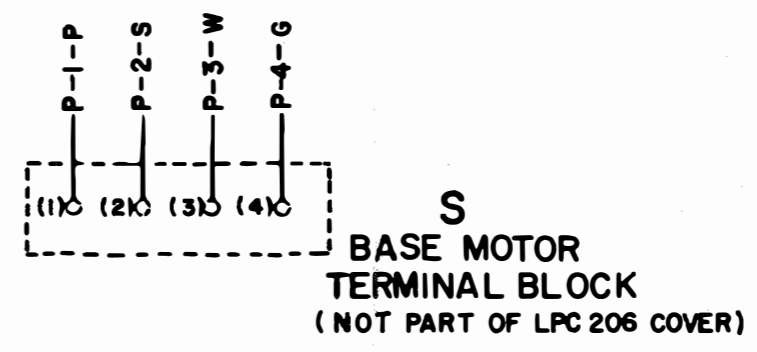 P-1-P P-2-S P-3-W P-4-G
(1) (2) (3) (4)
S
BASE MOTOR
TERMINAL BLOCK
(NOT PART OF LPC 206 COVER)